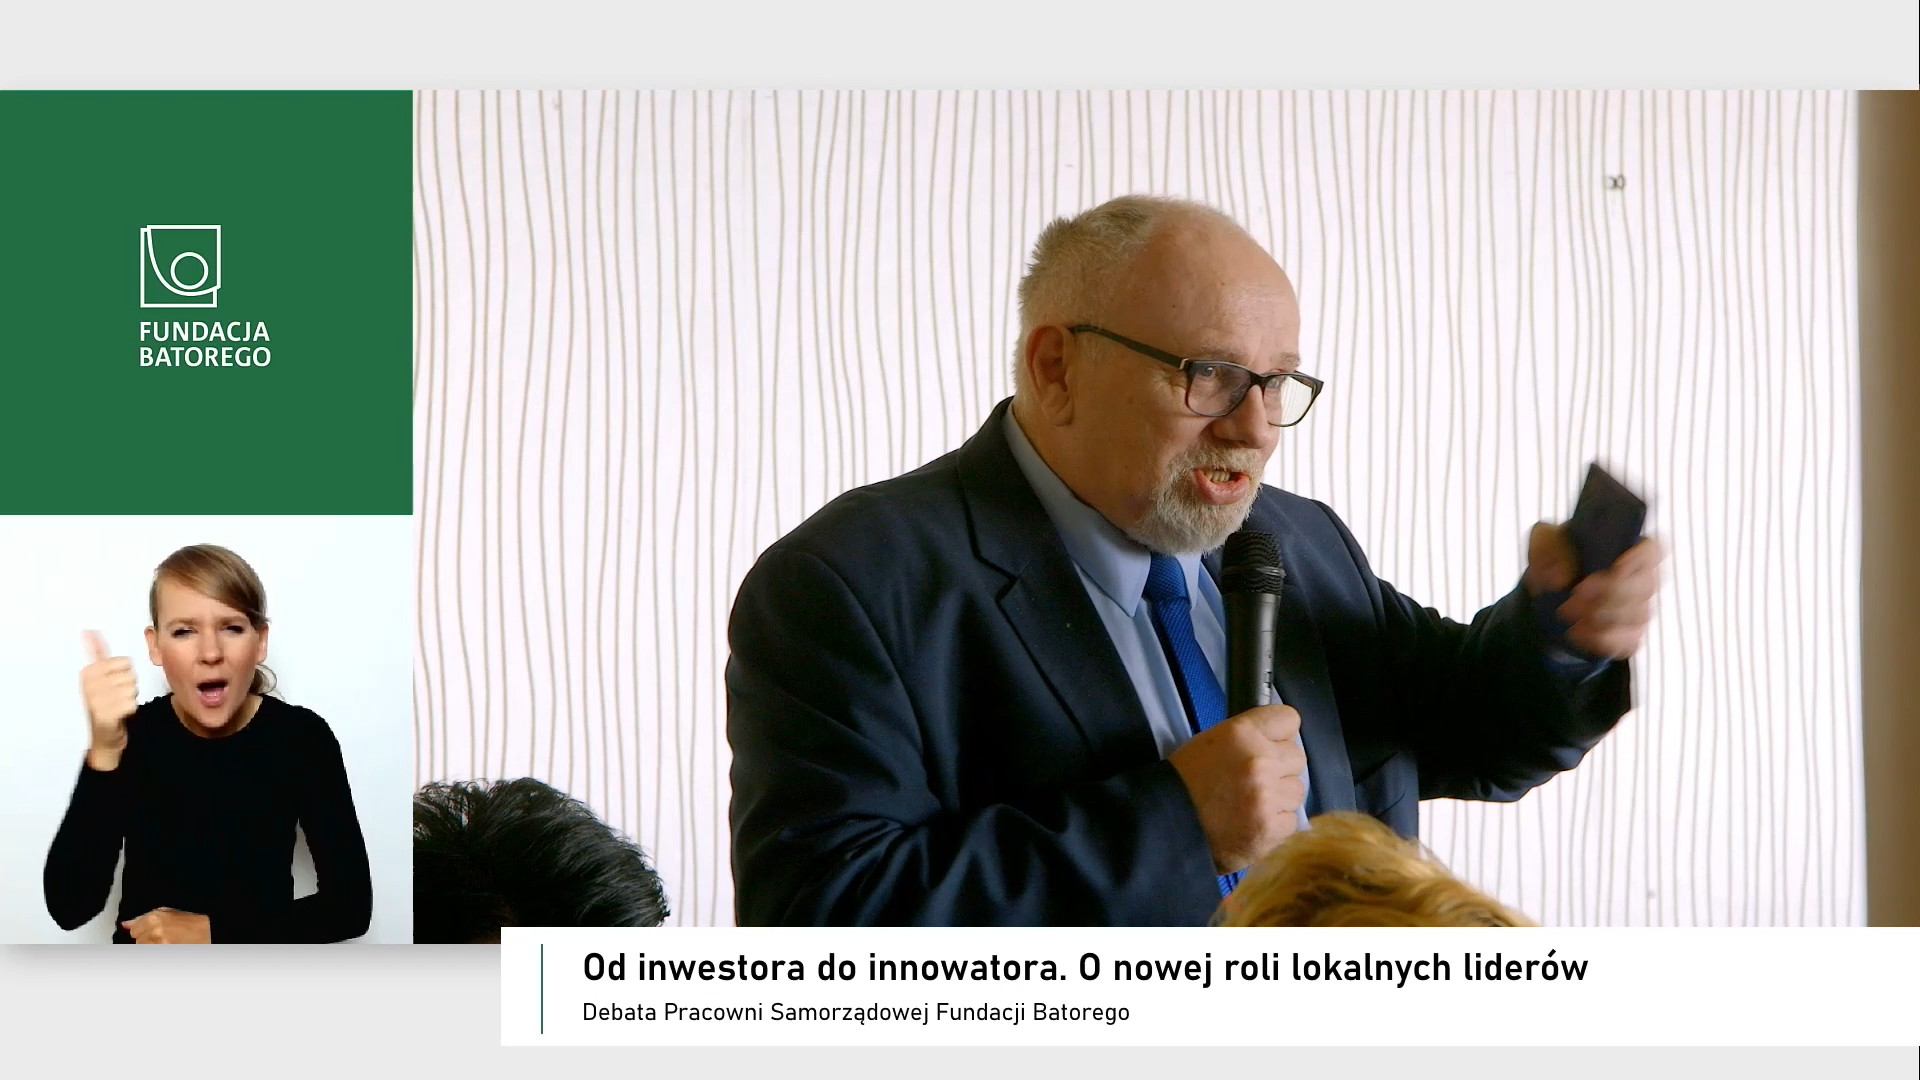 FUNDACJA
BATOREGO
Od inwestora do innowatora. O nowej roli lokalnych liderów
Debata Pracowni Samorządowej Fundacji Batorego